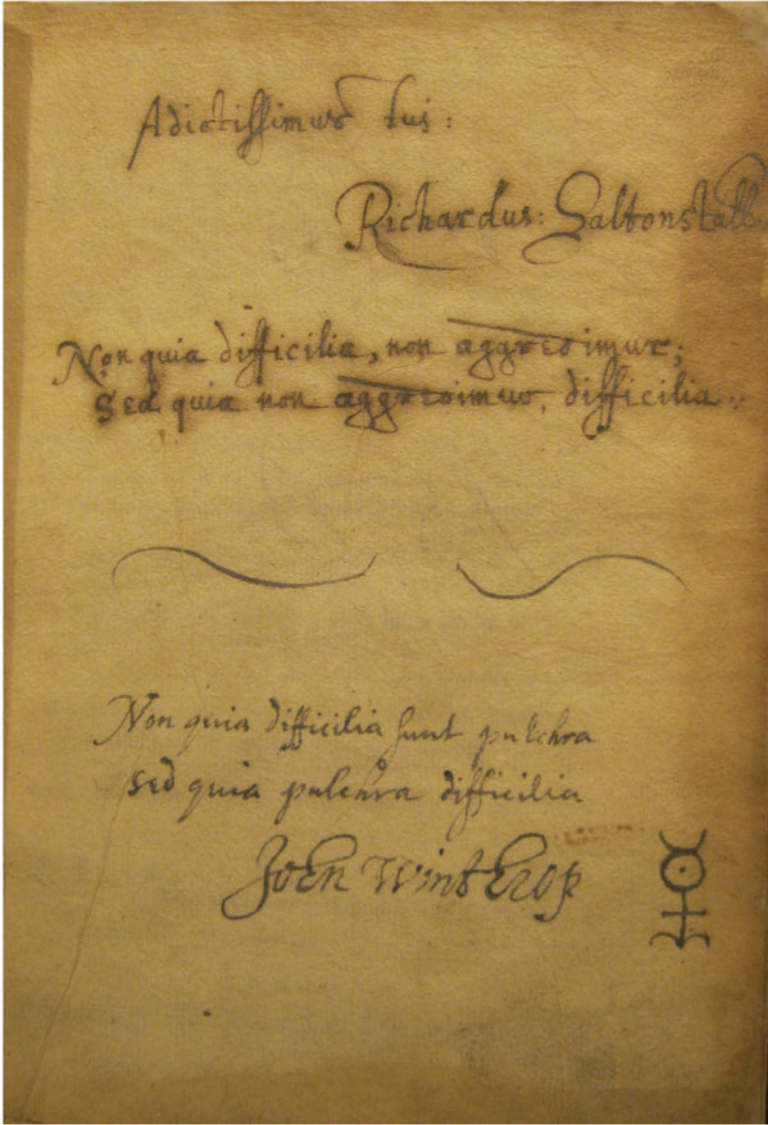 Adictissimus tui:
Richardus: Saltonstall
Non quia difficilia, non aggredimur;
Sed quia non aggredimur, difficilia.
Non quia difficilia sunt pulchra
sed quia pulchra difficilia
John Winthrop